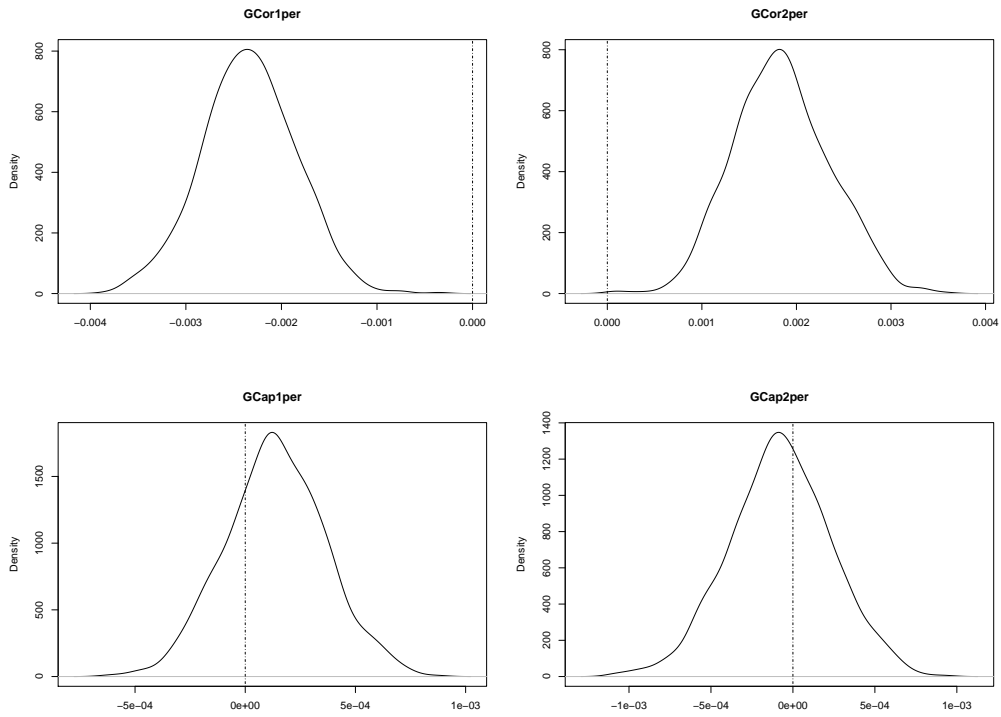 GCor1per
Density
0
200
400
600
800
−0.004
−0.003
−0.002
−0.001
0.000
GCor2per
Density
0
200
400
600
800
0.000
0.001
0.002
0.003
0.004
GCap1per
Density
0
500
1000
1500
−5e−04
0e+00
5e−04
1e−03
GCap2per
Density
0
200
400
600
800
1000
1200
1400
−1e−03
−5e−04
0e+00
5e−04
1e−03